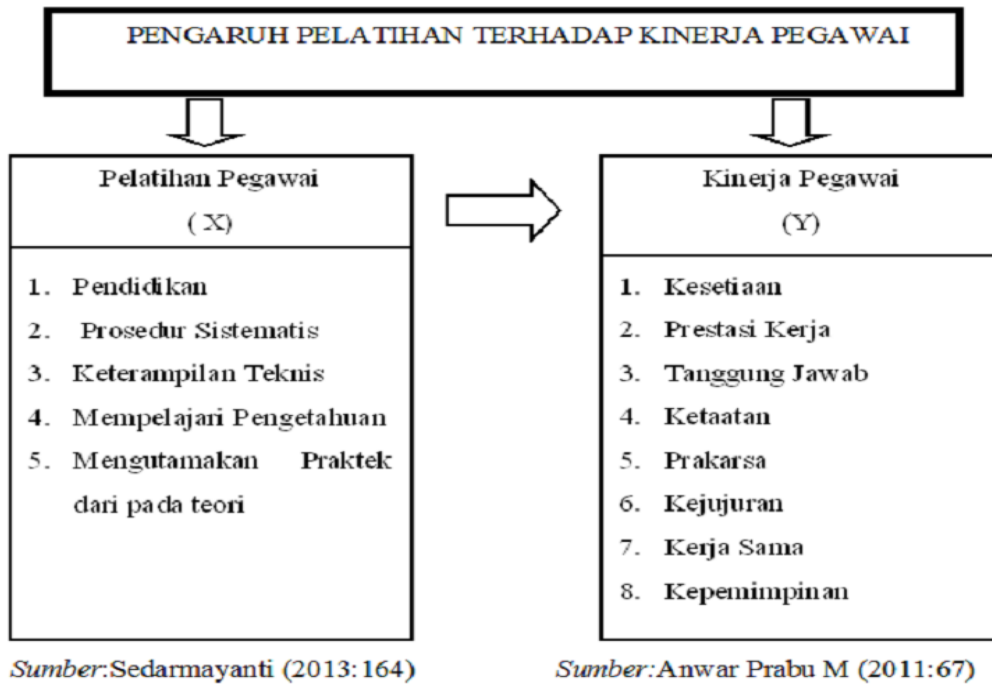 PENGARUH PELATIHAN TERHADAP KINERJA PEGAWAI
Pelatihan Pegawai
( X)
1. Pendidikan
2. Prosedur Sistematis
3. Keterampilan Teknis
4. Mempelajari Pengetahuan
5. Mengutamakan Praktek
dari pada teori
Sumber:Sedarmayanti (2013:164)
Kinerja Pegawai
(Y)
1. Kesetiaan
2. Prestasi Kerja
3. Tanggung Jawab
4. Ketaatan
5. Prakarsa
6. Kejujuran
7. Kerja Sama
8. Kepemimpinan
Sumber:Anwar Prabu M (2011:67)